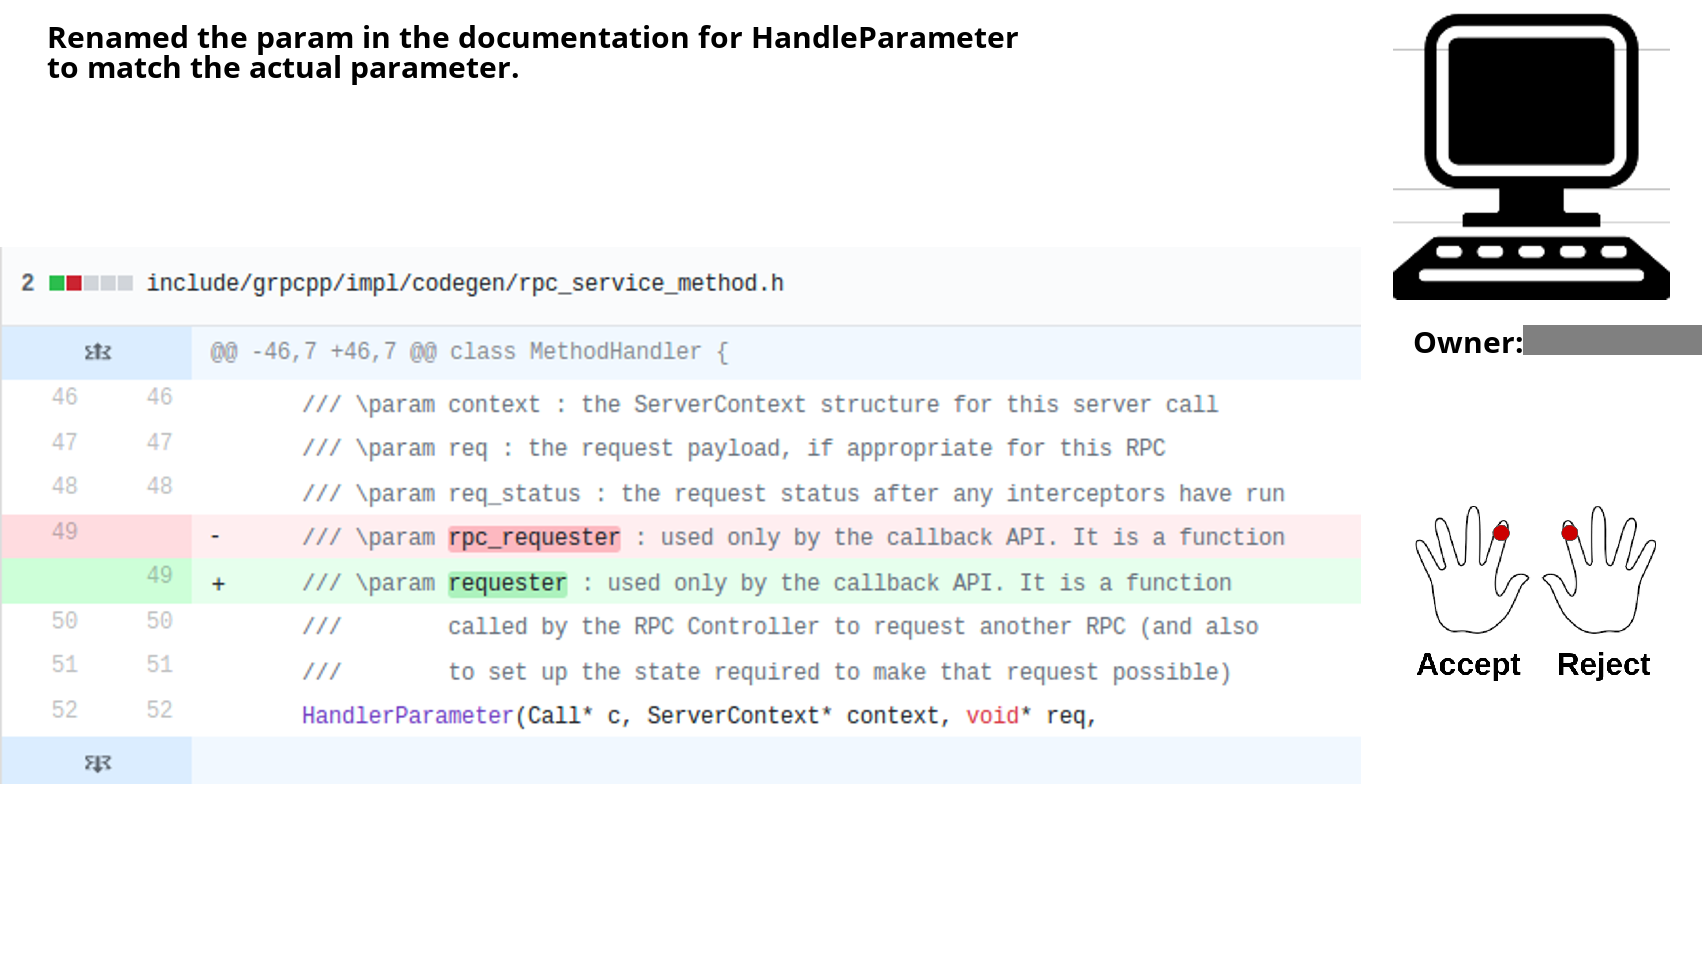 Renamed the param in the documentation for HandleParameter
to match the actual parameter.
2 include/grpcpp/impl/codegen/rpc_service_method.h
@@ -46,7 +46,7 @@ class MethodHandler {
46 46 /// \param context : the ServerContext structure for this server call
47 47 /// \param req : the request payload, if appropriate for this RPC
48 48 /// \param req_status : the request status after any interceptors have run
49 - /// \param rpc_requester : used only by the callback API. It is a function
49 + /// \param requester : used only by the callback API. It is a function
50 50 /// called by the RPC Controller to request another RPC (and also
51 51 /// to set up the state required to make that request possible)
52 52 HandlerParameter(Call* c, ServerContext* context, void* req,
Owner:
Accept Reject